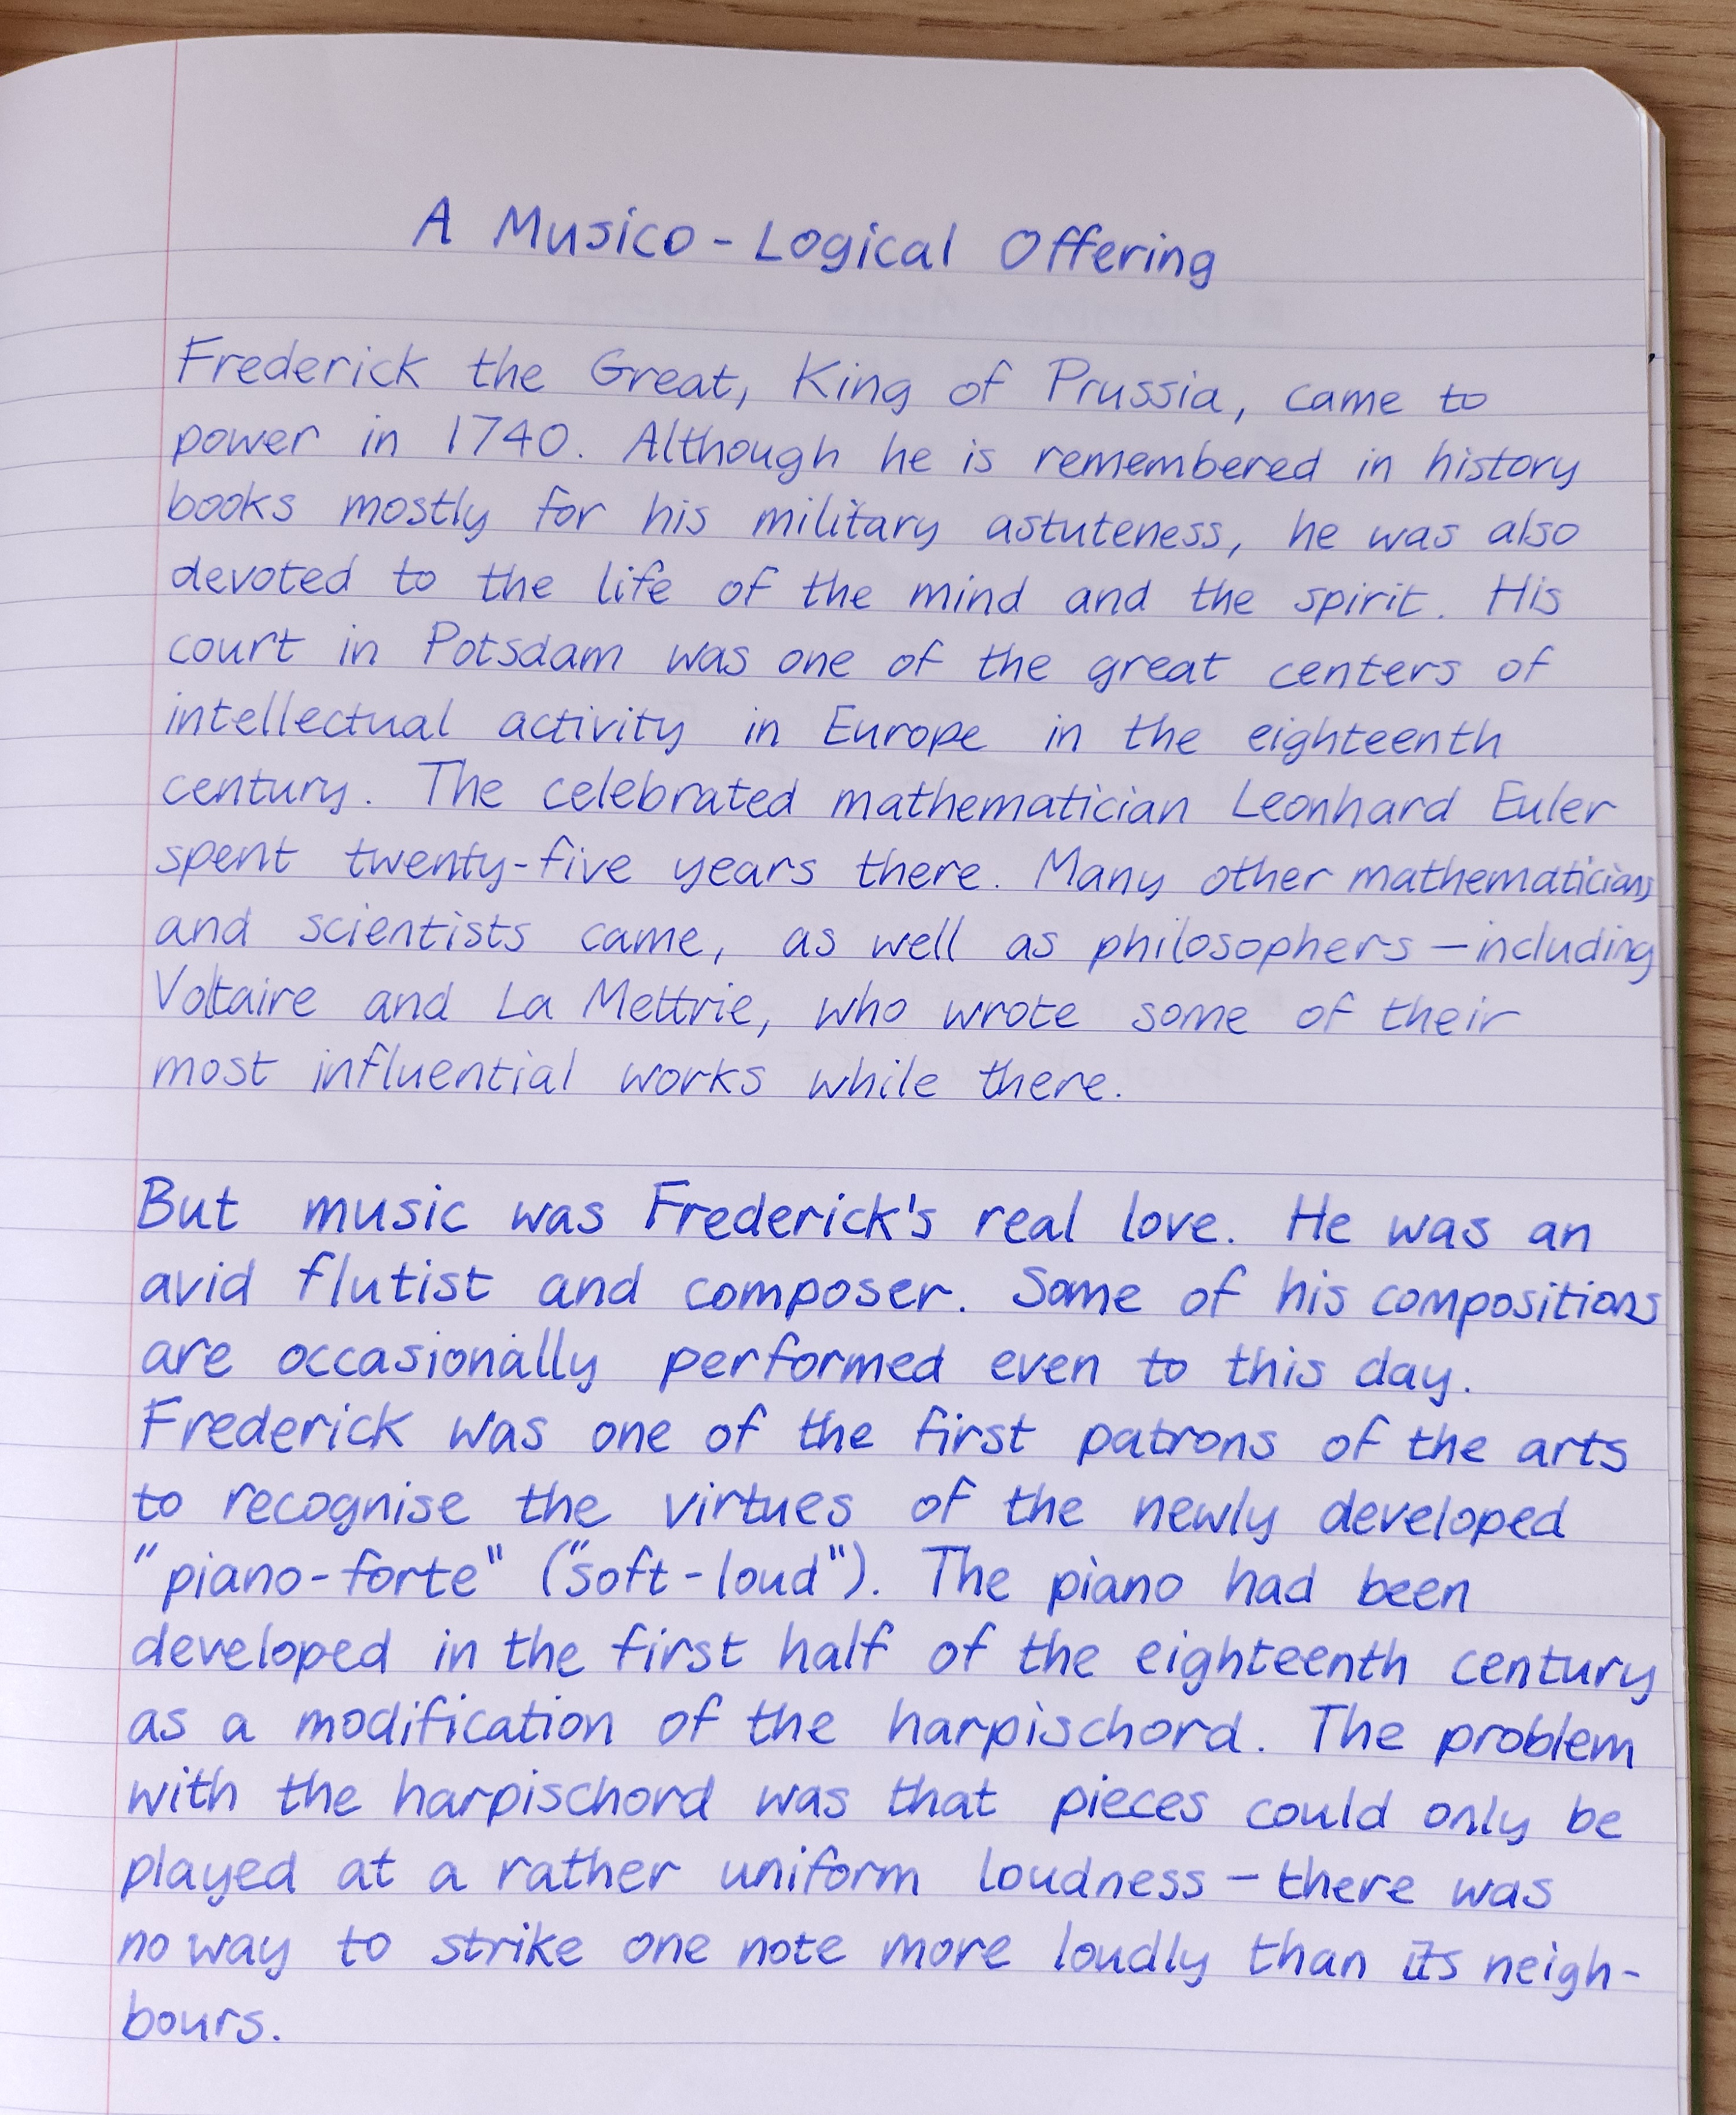 A Musico-Logical Offering
Frederick the Great, King of Prussia, came to
power in 1740. Although he is remembered in history
books mostly for his military astuteness, he was also
devoted to the life of the mind and the spirit. His
court in Potsdam was one of the great centers of
intellectual activity in Europe in the eighteenth
century. The celebrated mathematician Leonhard Euler
spent twenty-five years there. Many other mathematicians
and scientists came, as well as philosophers — including
Voltaire and La Mettrie, who wrote some of their
most influential works while there.
But music was Frederick's real love. He was an
avid flutist and composer. Some of his compositions
are occasionally performed even to this day.
Frederick was one of the first patrons of the arts
to recognise the virtues of the newly developed
"piano-forte" ("soft-loud"). The piano had been
developed in the first half of the eighteenth century
as a modification of the harpischord. The problem
with the harpischord was that pieces could only be
played at a rather uniform loudness — there was
no way to strike one note more loudly than its neigh-
bours.